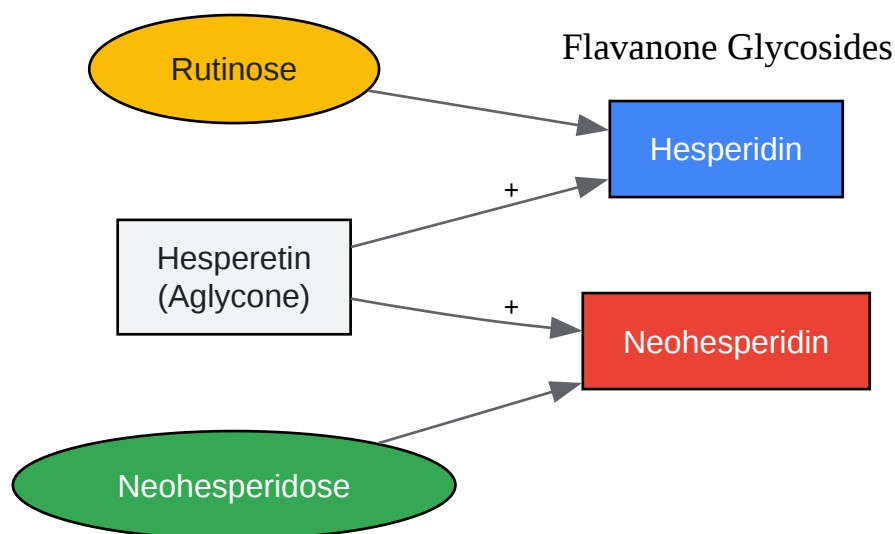 Rutinose
Flavanone Glycosides
Hesperidin
+
Hesperetin
(Aglycone)
+
Neohesperidin
Neohesperidose